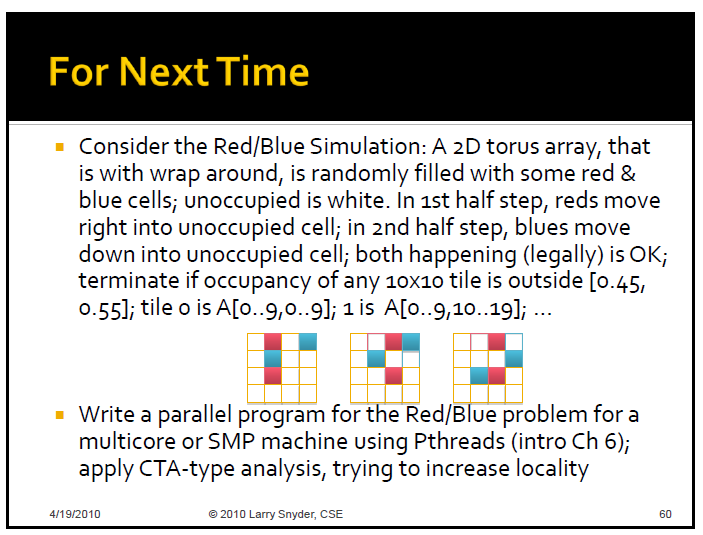 For Next Time
Consider the Red/Blue Simulation: A 2D torus array, that
is with wrap around, is randomly filled with some red &
blue cells; unoccupied is white. In 1st half step, reds move
right into unoccupied cell; in 2nd half step, blues move
down into unoccupied cell; both happening (legally) is OK;
terminate if occupancy of any 10x10 tile is outside [0.45,
0.55]; tile 0 is A[0..9,0..9]; 1 is A[0..9,10..19]; ...
Write a parallel program for the Red/Blue problem for a
multicore or SMP machine using Pthreads (intro Ch 6);
apply CTA-type analysis, trying to increase locality
4/19/2010
© 2010 Larry Snyder, CSE
60